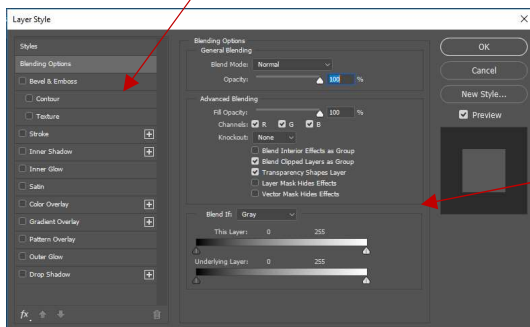 Layer Style
Styles
Blending Options
Bevel & Emboss
Contour
Texture
Stroke
Inner Shadow
Inner Glow
Satin
Color Overlay
Gradient Overlay
Pattern Overlay
Outer Glow
Drop Shadow
fx
Blending Options
General Blending
Blend Mode: Normal
Opacity: 100 %
Advanced Blending
Fill Opacity: 100 %
Channels: R G B
Knockout: None
Blend Interior Effects as Group
Blend Clipped Layers as Group
Transparency Shapes Layer
Layer Mask Hides Effects
Vector Mask Hides Effects
Blend If: Gray
This Layer: 0 255
Underlying Layer: 0 255
OK
Cancel
New Style...
Preview